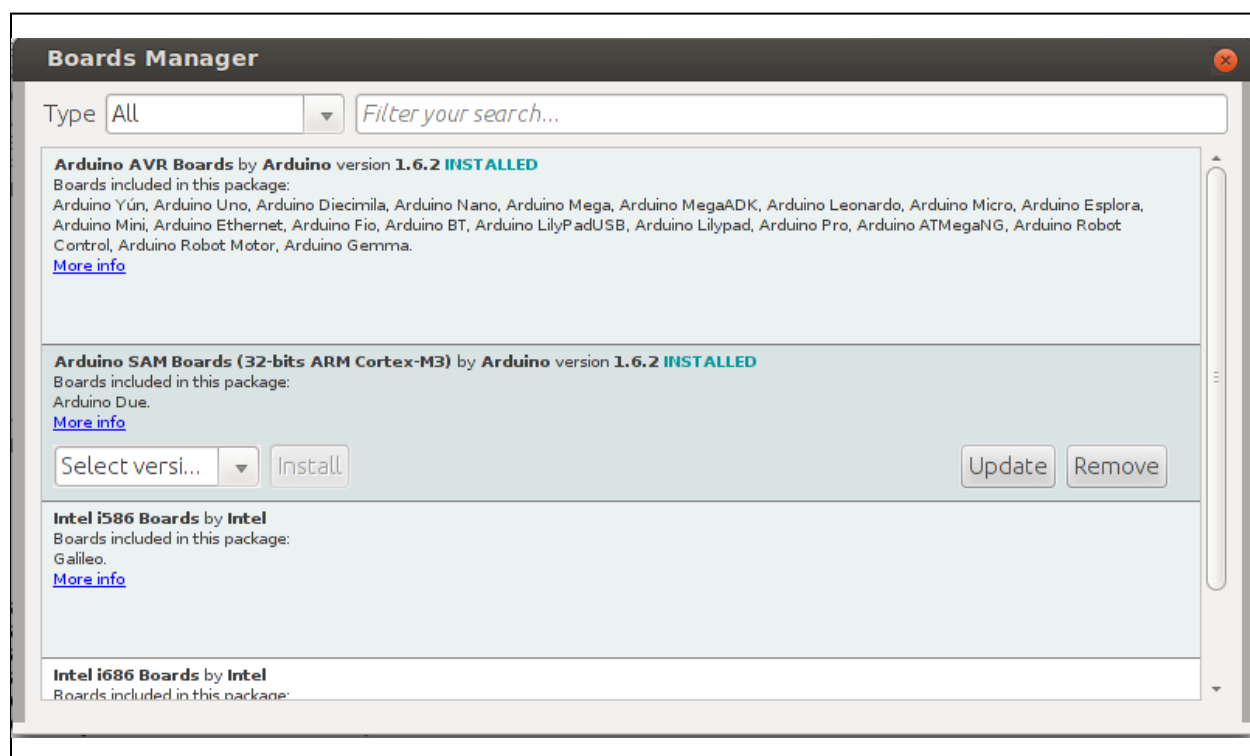 Boards Manager
Type All Filter your search...
Arduino AVR Boards by Arduino version 1.6.2 INSTALLED
Boards included in this package:
Arduino Yún, Arduino Uno, Arduino Diecimila, Arduino Nano, Arduino Mega, Arduino MegaADK, Arduino Leonardo, Arduino Micro, Arduino Esplora,
Arduino Mini, Arduino Ethernet, Arduino Fio, Arduino BT, Arduino LilyPadUSB, Arduino Lilypad, Arduino Pro, Arduino ATMegaNG, Arduino Robot
Control, Arduino Robot Motor, Arduino Gemma.
More info
Arduino SAM Boards (32-bits ARM Cortex-M3) by Arduino version 1.6.2 INSTALLED
Boards included in this package:
Arduino Due.
More info
Select versi... Install Update Remove
Intel i586 Boards by Intel
Boards included in this package:
Galileo.
More info
Intel i686 Boards by Intel
Boards included in this package: